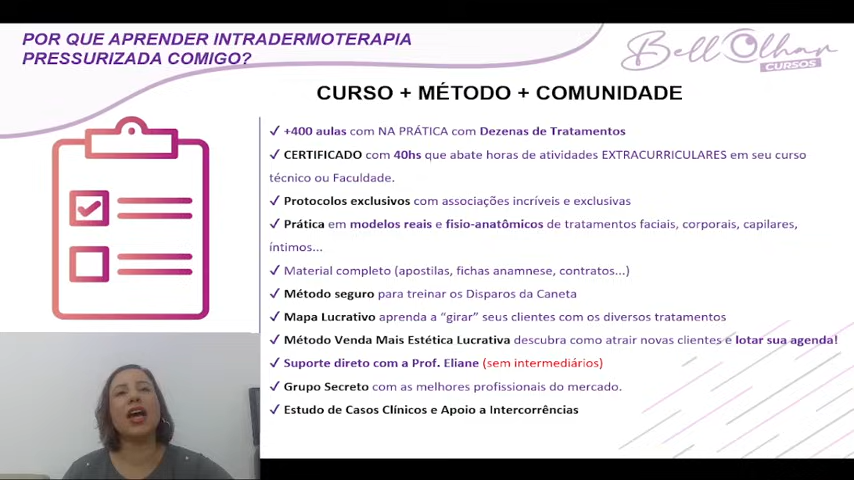 POR QUE APRENDER INTRADERMOTERAPIA
PRESSURIZADA COMIGO?
Bell Olhar
CURSOS
CURSO + MÉTODO + COMUNIDADE
✓ +400 aulas com NA PRÁTICA com Dezenas de Tratamentos
✓ CERTIFICADO com 40hs que abate horas de atividades EXTRACURRICULARES em seu curso
técnico ou Faculdade.
✓ Protocolos exclusivos com associações incríveis e exclusivas
✓ Prática em modelos reais e fisio-anatômicos de tratamentos faciais, corporais, capilares,
íntimos...
✓ Material completo (apostilas, fichas anamnese, contratos...)
✓ Método seguro para treinar os Disparos da Caneta
✓ Mapa Lucrativo aprenda a “girar” seus clientes com os diversos tratamentos
✓ Método Venda Mais Estética Lucrativa descubra como atrair novas clientes e lotar sua agenda!
✓ Suporte direto com a Prof. Eliane (sem intermediários)
✓ Grupo Secreto com as melhores profissionais do mercado.
✓ Estudo de Casos Clínicos e Apoio a Intercorrências